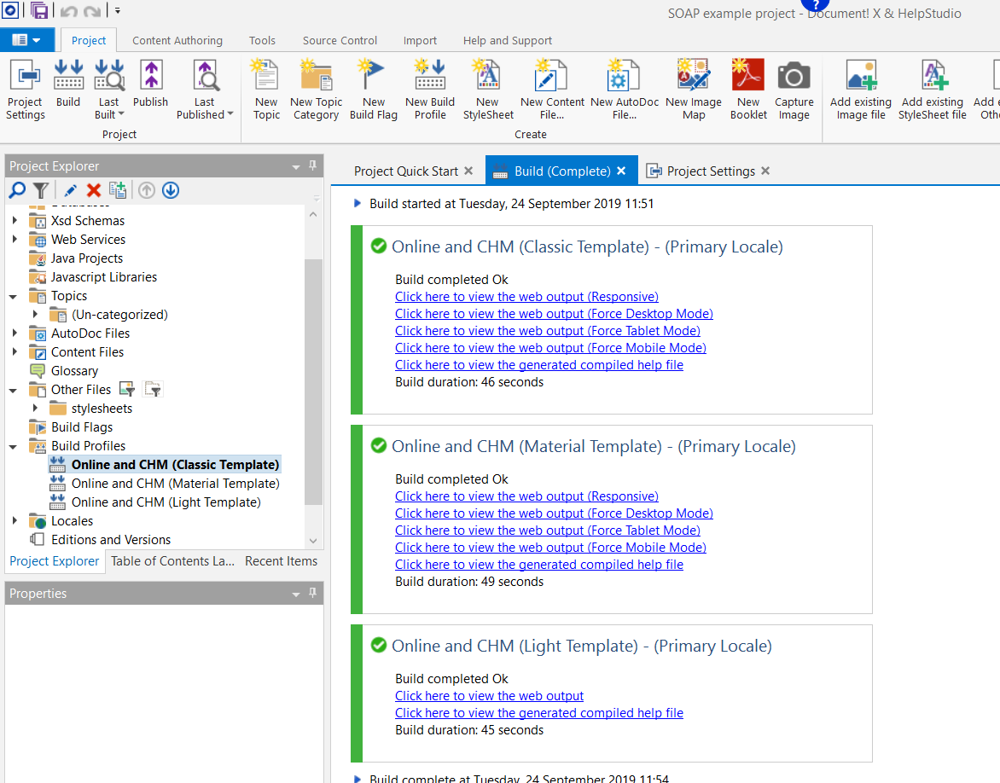 ?
SOAP example project - Document! X & HelpStudio
Project
Content Authoring
Tools
Source Control
Import
Help and Support
Project Settings
Build
Last Built
Publish
Last Published
New Topic
New Topic Category
New Build Flag
New Build Profile
New StyleSheet
New Content File...
New AutoDoc File...
New Image Map
New Booklet
Capture Image
Add existing Image file
Add existing StyleSheet file
Project
Create
Project Explorer
Xsd Schemas
Web Services
Java Projects
Javascript Libraries
Topics
(Un-categorized)
AutoDoc Files
Content Files
Glossary
Other Files
stylesheets
Build Flags
Build Profiles
Online and CHM (Classic Template)
Online and CHM (Material Template)
Online and CHM (Light Template)
Locales
Editions and Versions
Project Explorer
Table of Contents La...
Recent Items
Properties
Project Quick Start
Build (Complete)
Project Settings
Build started at Tuesday, 24 September 2019 11:51
Online and CHM (Classic Template) - (Primary Locale)
Build completed Ok
Click here to view the web output (Responsive)
Click here to view the web output (Force Desktop Mode)
Click here to view the web output (Force Tablet Mode)
Click here to view the web output (Force Mobile Mode)
Click here to view the generated compiled help file
Build duration: 46 seconds
Online and CHM (Material Template) - (Primary Locale)
Build completed Ok
Click here to view the web output (Responsive)
Click here to view the web output (Force Desktop Mode)
Click here to view the web output (Force Tablet Mode)
Click here to view the web output (Force Mobile Mode)
Click here to view the generated compiled help file
Build duration: 49 seconds
Online and CHM (Light Template) - (Primary Locale)
Build completed Ok
Click here to view the web output
Click here to view the generated compiled help file
Build duration: 45 seconds
Build complete at Tuesday, 24 September 2019 11:54